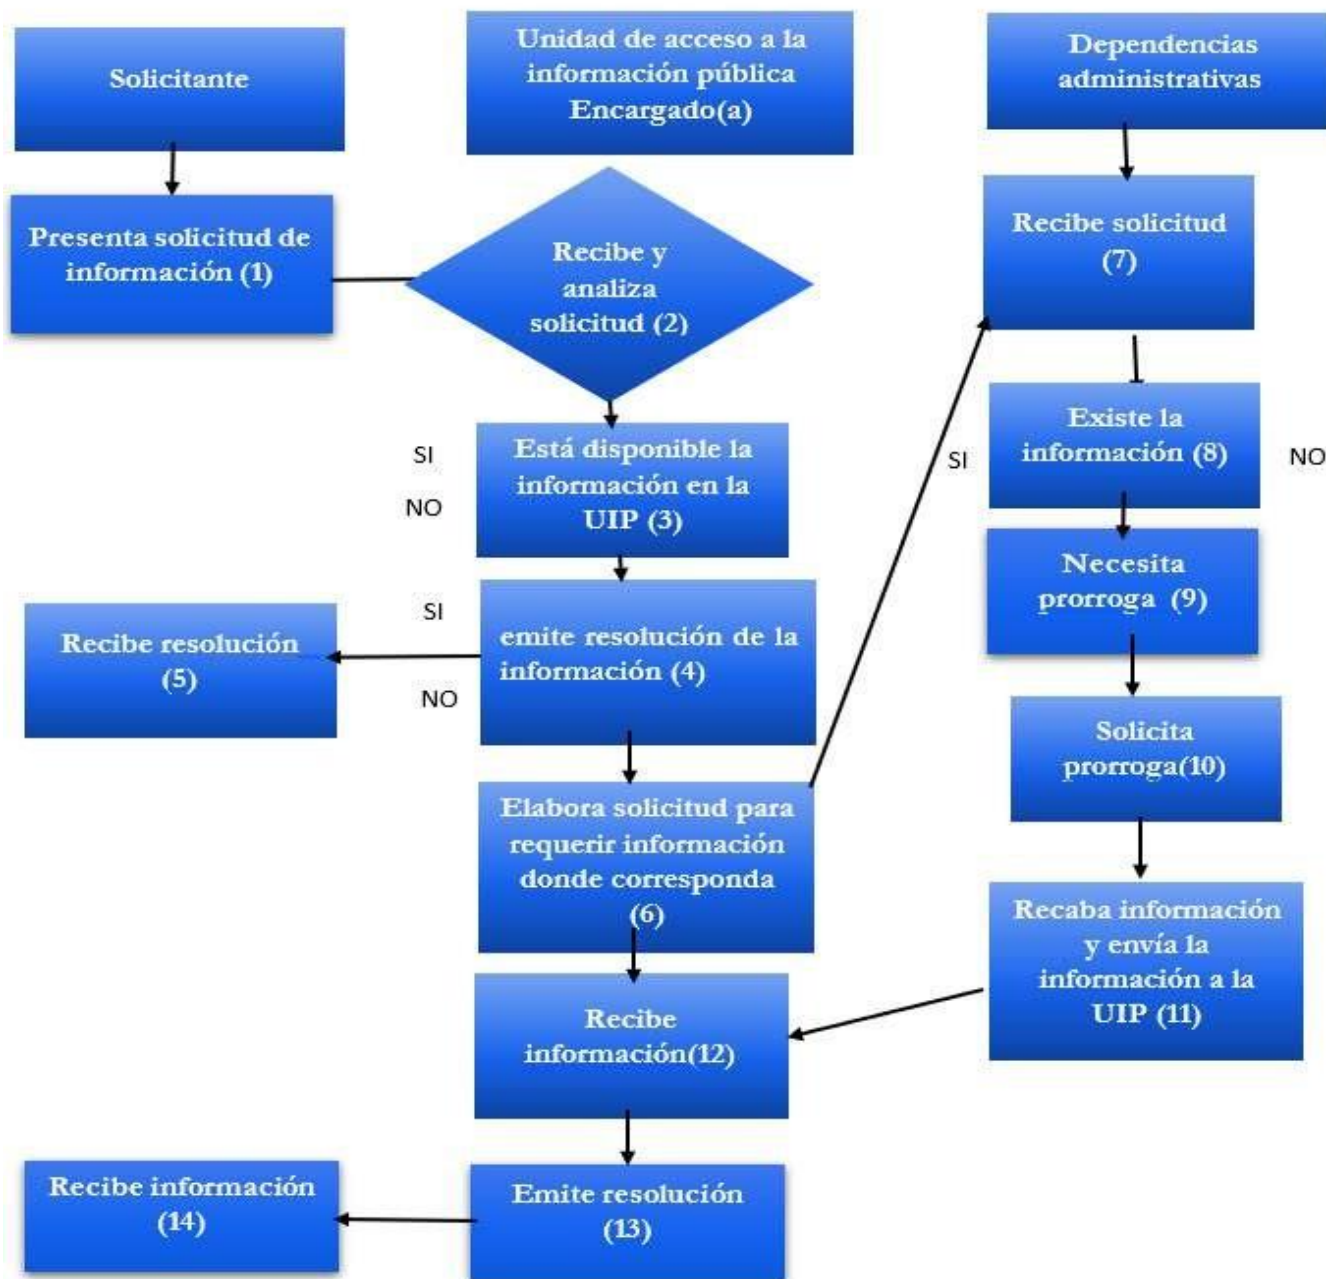 Solicitante
Unidad de acceso a la
información pública
Encargado(a)
Dependencias
administrativas
Presenta solicitud de
información (1)
Recibe y
analiza
solicitud (2)
Recibe solicitud
(7)
SI
NO
Está disponible la
información en la
UIP (3)
SI
Existe la
información (8)
NO
Necesita
prorroga (9)
Recibe resolución
(5)
SI
NO
emite resolución de la
información (4)
Solicita
prorroga(10)
Elabora solicitud para
requerir información
donde corresponda
(6)
Recaba información
y envía la
información a la
UIP (11)
Recibe
información(12)
Recibe información
(14)
Emite resolución
(13)